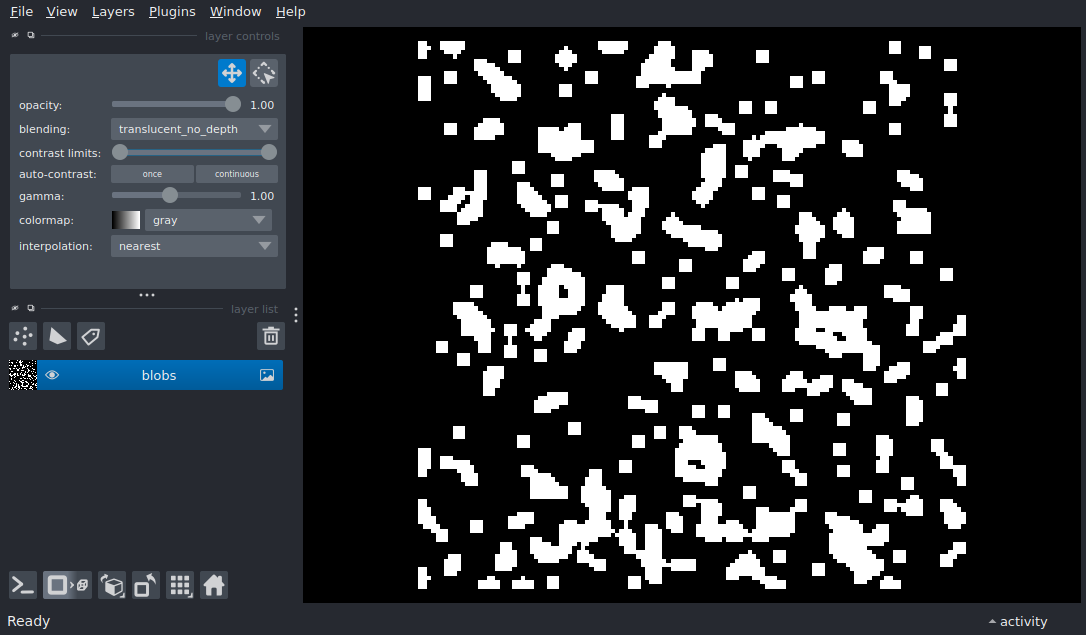 File View Layers Plugins Window Help
layer controls
opacity: 1.00
blending: translucent_no_depth
contrast limits:
auto-contrast: once continuous
gamma: 1.00
colormap: gray
interpolation: nearest
layer list
blobs
Ready activity